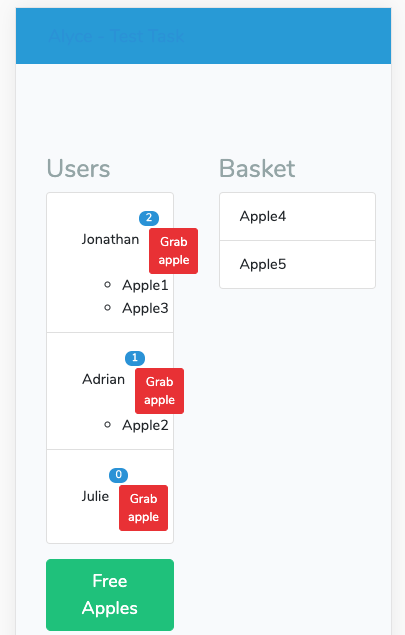 Alyce - Test Task
Users
2
Jonathan
Grab
apple
Apple1
Apple3
1
Adrian
Grab
apple
Apple2
0
Julie
Grab
apple
Free
Apples
Basket
Apple4
Apple5